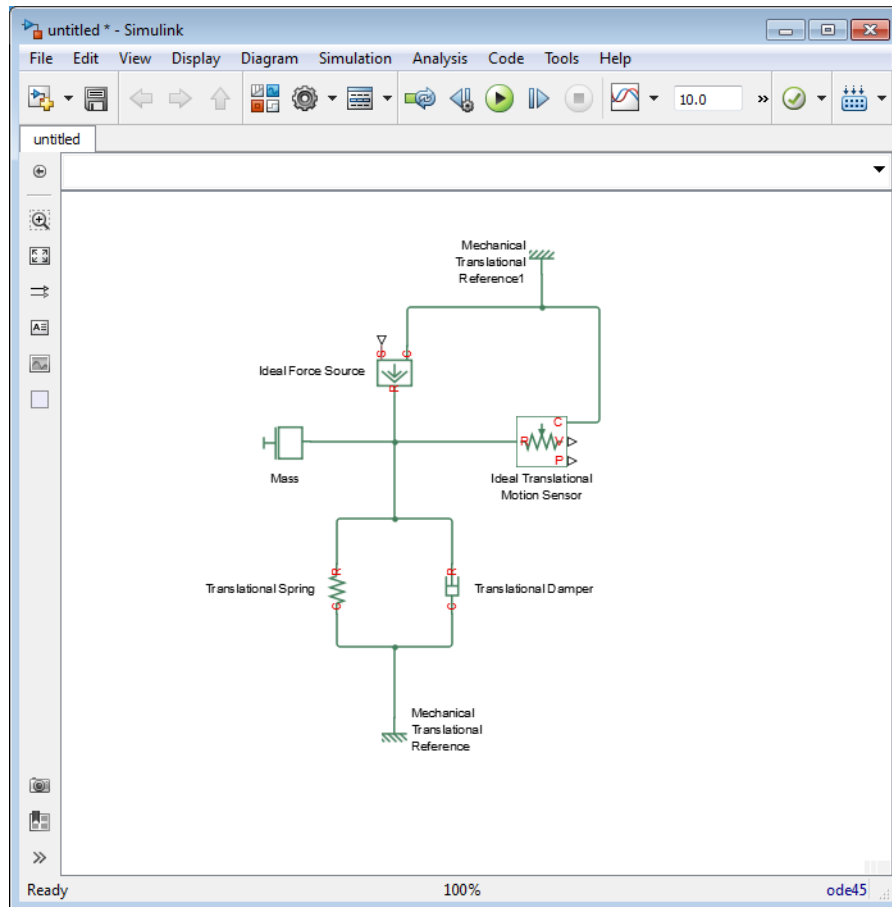 untitled * - Simulink
File Edit View Display Diagram Simulation Analysis Code Tools Help
10.0 »
untitled
Mechanical
Translational
Reference1
S C
Ideal Force Source
R
C
R V
P
Mass
Ideal Translational
Motion Sensor
R R
Translational Spring
Translational Damper
C C
Mechanical
Translational
Reference
Ready 100% ode45